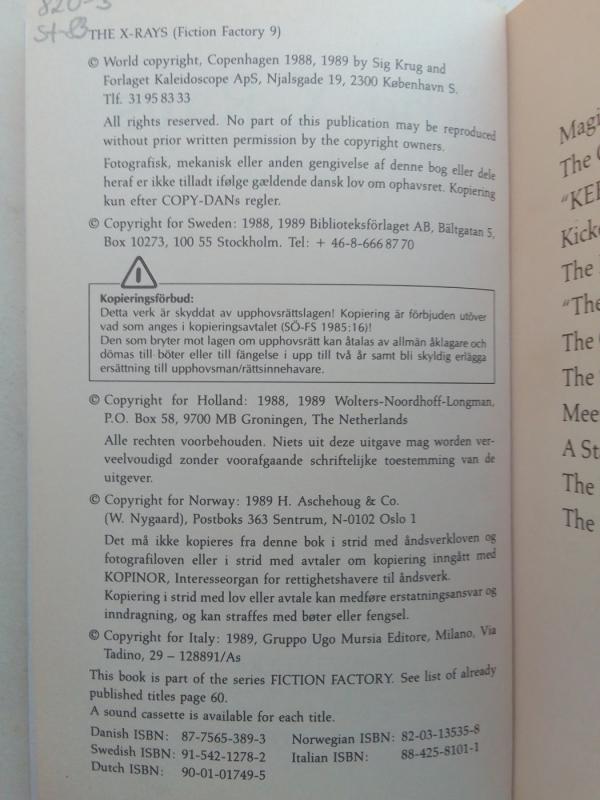 820-3
St-83
THE X-RAYS (Fiction Factory 9)
© World copyright, Copenhagen 1988, 1989 by Sig Krug and
Forlaget Kaleidoscope ApS, Njalsgade 19, 2300 København S.
Tlf. 31 95 83 33
All rights reserved. No part of this publication may be reproduced
without prior written permission by the copyright owners.
Fotografisk, mekanisk eller anden gengivelse af denne bog eller dele
heraf er ikke tilladt ifølge gældende dansk lov om ophavsret. Kopiering
kun efter COPY-DANs regler.
© Copyright for Sweden: 1988, 1989 Biblioteksförlaget AB, Bältgatan 5,
Box 10273, 100 55 Stockholm. Tel: + 46-8-666 87 70
Kopieringsförbud:
Detta verk är skyddat av upphovsrättslagen! Kopiering är förbjuden utöver
vad som anges i kopieringsavtalet (SÖ-FS 1985:16)!
Den som bryter mot lagen om upphovsrätt kan åtalas av allmän åklagare och
dömas till böter eller till fängelse i upp till två år samt bli skyldig erlägga
ersättning till upphovsman/rättsinnehavare.
© Copyright for Holland: 1988, 1989 Wolters-Noordhoff-Longman,
P.O. Box 58, 9700 MB Groningen, The Netherlands
Alle rechten voorbehouden. Niets uit deze uitgave mag worden ver-
veelvoudigd zonder voorafgaande schriftelijke toestemming van de
uitgever.
© Copyright for Norway: 1989 H. Aschehoug & Co.
(W. Nygaard), Postboks 363 Sentrum, N-0102 Oslo 1
Det må ikke kopieres fra denne bok i strid med åndsverkloven og
fotografiloven eller i strid med avtaler om kopiering inngått med
KOPINOR, Interesseorgan for rettighetshavere til åndsverk.
Kopiering i strid med lov eller avtale kan medføre erstatningsansvar og
inndragning, og kan straffes med bøter eller fengsel.
© Copyright for Italy: 1989, Gruppo Ugo Mursia Editore, Milano, Via
Tadino, 29 – 128891/As
This book is part of the series FICTION FACTORY. See list of already
published titles page 60.
A sound cassette is available for each title.
Danish ISBN: 87-7565-389-3 Norwegian ISBN: 82-03-13535-8
Swedish ISBN: 91-542-1278-2 Italian ISBN: 88-425-8101-1
Dutch ISBN: 90-01-01749-5
Magi
The
"KE
Kick
The
"The
The
The
Mee
A St
The
The